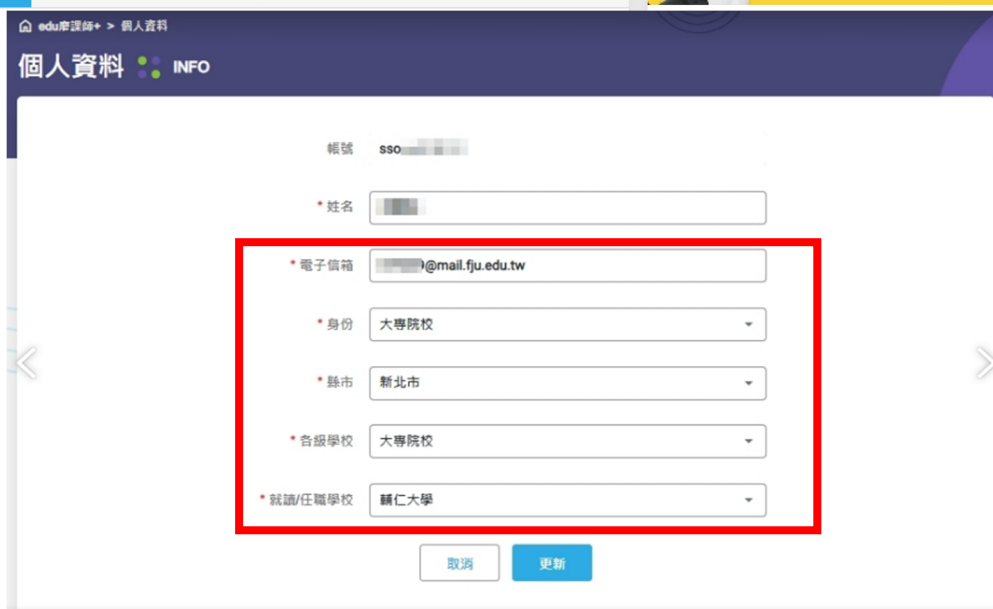 edu磨課師+ > 個人資料
個人資料 INFO
帳號 sso
* 姓名
* 電子信箱 @mail.fju.edu.tw
* 身份 大專院校
* 縣市 新北市
* 各級學校 大專院校
* 就讀/任職學校 輔仁大學
取消 更新